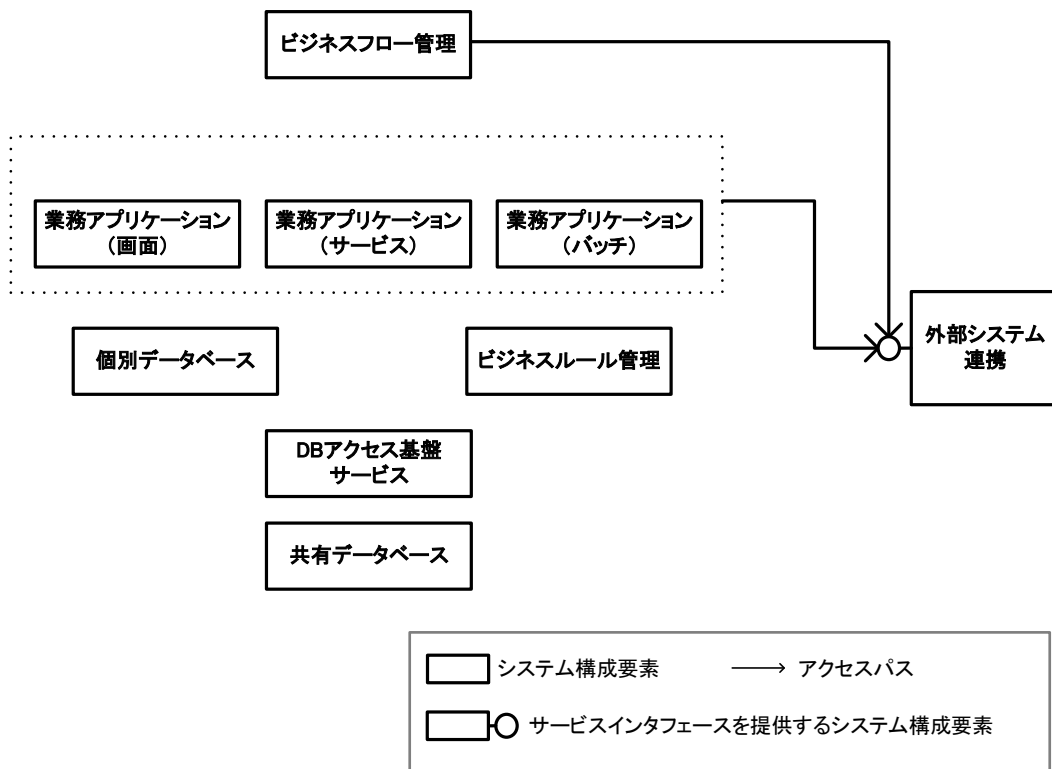 ビジネスフロー管理
業務アプリケーション
（画面）
業務アプリケーション
（サービス）
業務アプリケーション
（バッチ）
外部システム
連携
個別データベース
ビジネスルール管理
DBアクセス基盤
サービス
共有データベース
システム構成要素
アクセスパス
サービスインタフェースを提供するシステム構成要素